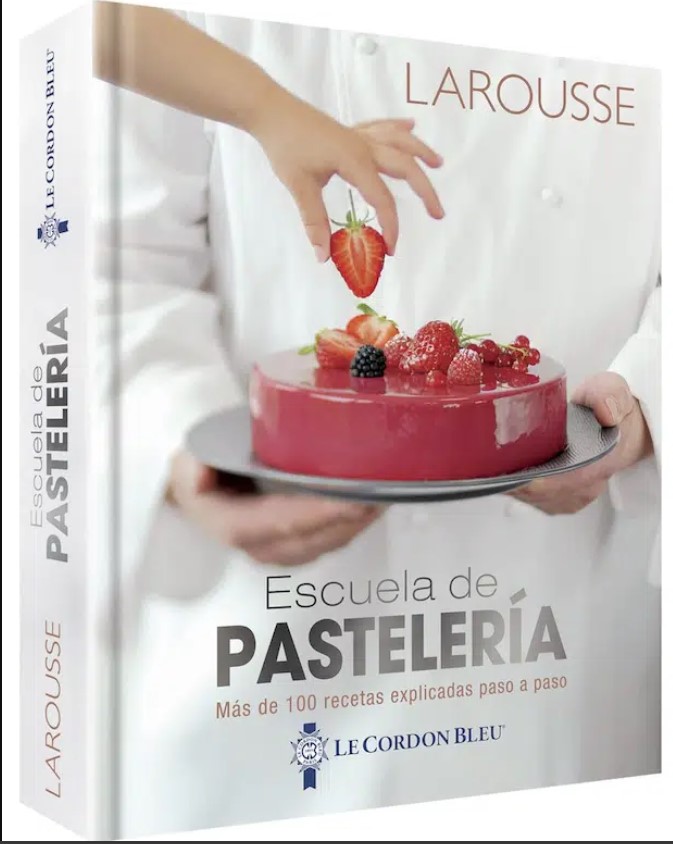 LAROUSSE
Escuela de
PASTELERÍA
Más de 100 recetas explicadas paso a paso
LE CORDON BLEU®
LE CORDON BLEU®
Escuela de
PASTELERÍA
LAROUSSE